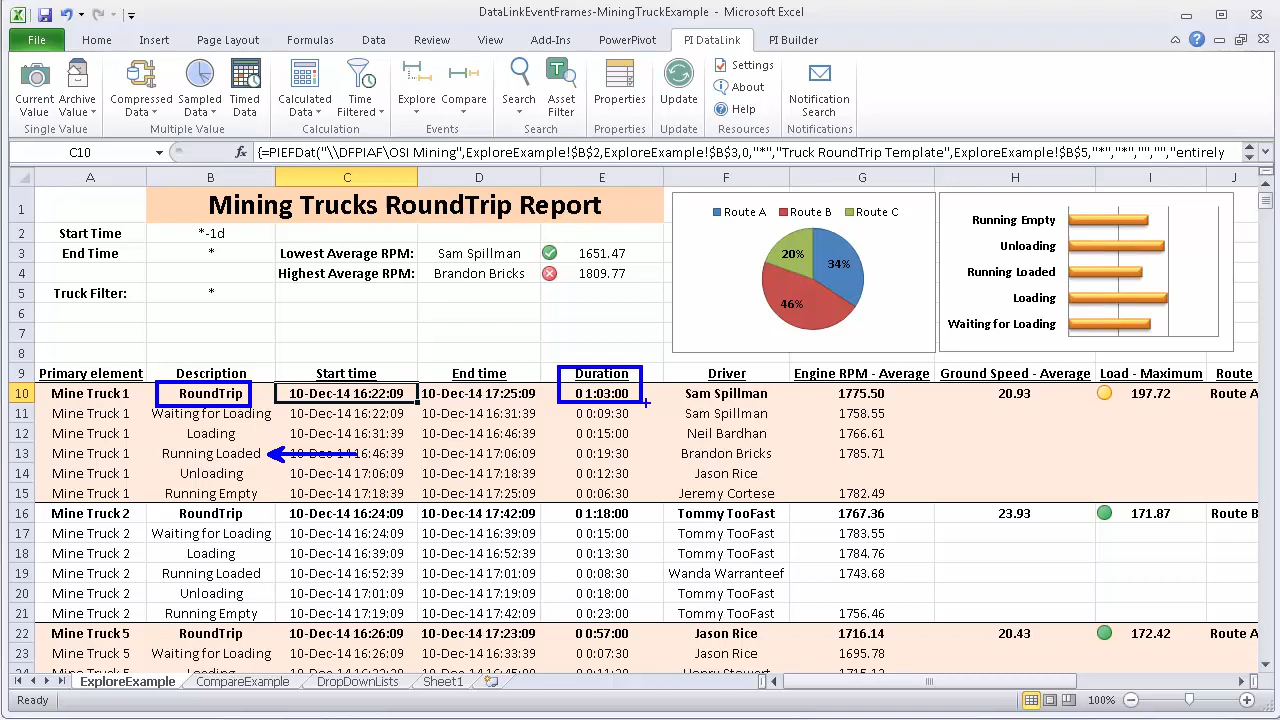 DataLinkEventFrames-MiningTruckExample - Microsoft Excel
File Home Insert Page Layout Formulas Data Review View Add-Ins PowerPivot PI DataLink PI Builder
Current Value Archive Value Compressed Data Sampled Data Timed Data Calculated Data Time Filtered Explore Compare Search Asset Filter Properties Update Settings About Help Notification Search
Single Value Multiple Value Calculation Events Search Properties Update Resources Notifications
C10 fx {=PIEFDat("\\DFPIAF\OSI Mining",ExploreExample!$B$2,ExploreExample!$B$3,0,"*","Truck RoundTrip Template",ExploreExample!$B$5,"*","*","","","entirely
A B C D E F G H I J
1 Mining Trucks RoundTrip Report
2 Start Time *-1d
3 End Time * Lowest Average RPM: Sam Spillman 1651.47
4 Highest Average RPM: Brandon Bricks 1809.77
5 Truck Filter: *
6
7
8
Route A Route B Route C
20% 34%
46%
Running Empty
Unloading
Running Loaded
Loading
Waiting for Loading
9 Primary element Description Start time End time Duration Driver Engine RPM - Average Ground Speed - Average Load - Maximum Route
10 Mine Truck 1 RoundTrip 10-Dec-14 16:22:09 10-Dec-14 17:25:09 0 1:03:00 Sam Spillman 1775.50 20.93 197.72 Route A
11 Mine Truck 1 Waiting for Loading 10-Dec-14 16:22:09 10-Dec-14 16:31:39 0 0:09:30 Sam Spillman 1758.55
12 Mine Truck 1 Loading 10-Dec-14 16:31:39 10-Dec-14 16:46:39 0 0:15:00 Neil Bardhan 1766.61
13 Mine Truck 1 Running Loaded 10-Dec-14 16:46:39 10-Dec-14 17:06:09 0 0:19:30 Brandon Bricks 1785.71
14 Mine Truck 1 Unloading 10-Dec-14 17:06:09 10-Dec-14 17:18:39 0 0:12:30 Jason Rice
15 Mine Truck 1 Running Empty 10-Dec-14 17:18:39 10-Dec-14 17:25:09 0 0:06:30 Jeremy Cortese 1782.49
16 Mine Truck 2 RoundTrip 10-Dec-14 16:24:09 10-Dec-14 17:42:09 0 1:18:00 Tommy TooFast 1767.36 23.93 171.87 Route B
17 Mine Truck 2 Waiting for Loading 10-Dec-14 16:24:09 10-Dec-14 16:39:09 0 0:15:00 Tommy TooFast 1783.55
18 Mine Truck 2 Loading 10-Dec-14 16:39:09 10-Dec-14 16:52:39 0 0:13:30 Tommy TooFast 1784.76
19 Mine Truck 2 Running Loaded 10-Dec-14 16:52:39 10-Dec-14 17:01:09 0 0:08:30 Wanda Warranteef 1743.68
20 Mine Truck 2 Unloading 10-Dec-14 17:01:09 10-Dec-14 17:19:09 0 0:18:00 Tommy TooFast
21 Mine Truck 2 Running Empty 10-Dec-14 17:19:09 10-Dec-14 17:42:09 0 0:23:00 Tommy TooFast 1756.46
22 Mine Truck 5 RoundTrip 10-Dec-14 16:26:09 10-Dec-14 17:23:09 0 0:57:00 Jason Rice 1716.14 20.43 172.42 Route A
23 Mine Truck 5 Waiting for Loading 10-Dec-14 16:26:09 10-Dec-14 16:33:39 0 0:07:30 Jason Rice 1695.78
ExploreExample CompareExample DropDownLists Sheet1
Ready 100%